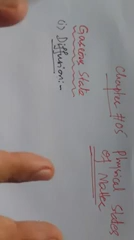 Chapter #05 Physical States
of Matter
Gaseous State
(i) Diffusion:-